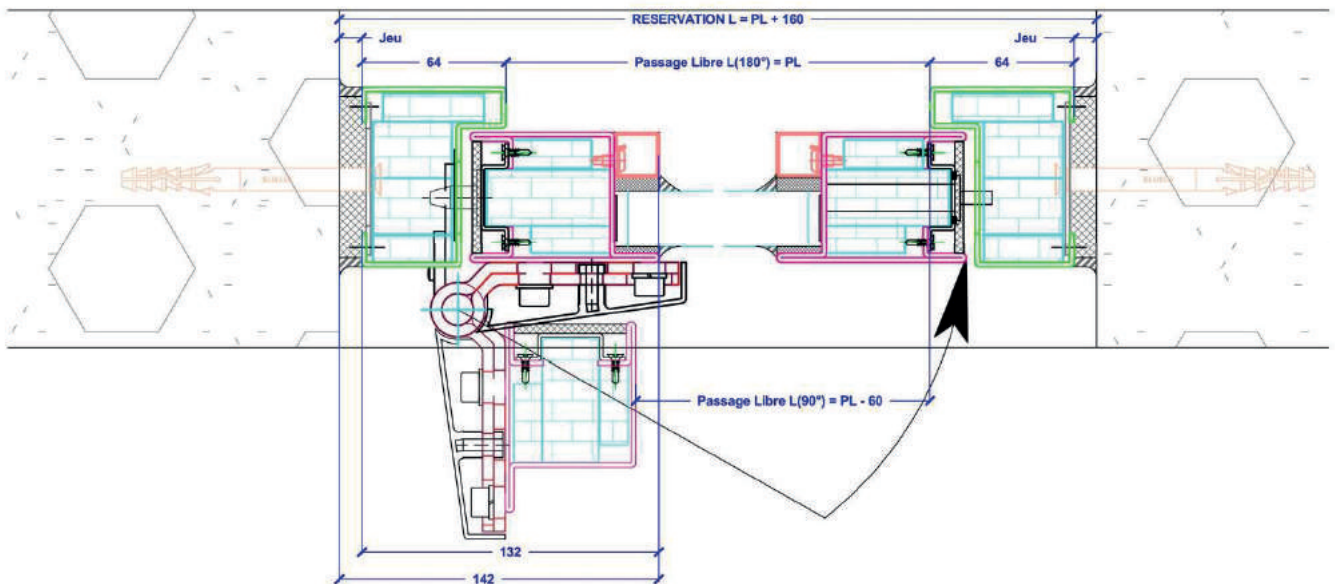 RESERVATION L = PL + 160
Jeu
Jeu
64
Passage Libre L(180°) = PL
64
Passage Libre L(90°) = PL - 60
132
142